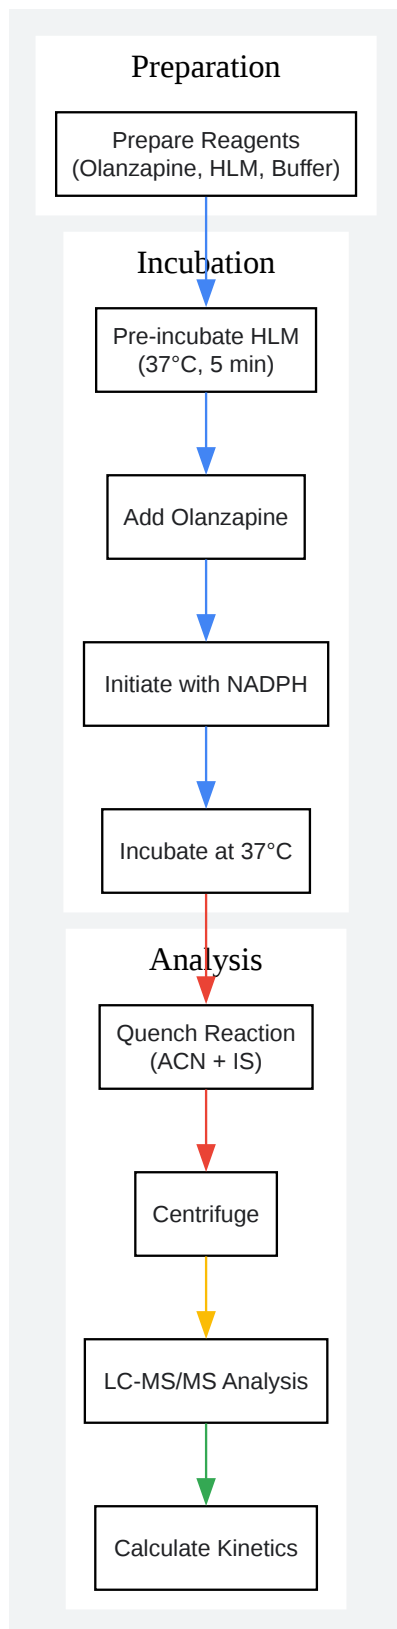 Preparation
Prepare Reagents
(Olanzapine, HLM, Buffer)
Incubation
Pre-incubate HLM
(37°C, 5 min)
Add Olanzapine
Initiate with NADPH
Incubate at 37°C
Analysis
Quench Reaction
(ACN + IS)
Centrifuge
LC-MS/MS Analysis
Calculate Kinetics